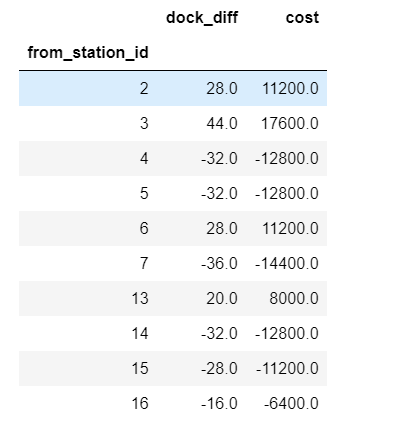 dock_diff cost
from_station_id
2 28.0 11200.0
3 44.0 17600.0
4 -32.0 -12800.0
5 -32.0 -12800.0
6 28.0 11200.0
7 -36.0 -14400.0
13 20.0 8000.0
14 -32.0 -12800.0
15 -28.0 -11200.0
16 -16.0 -6400.0